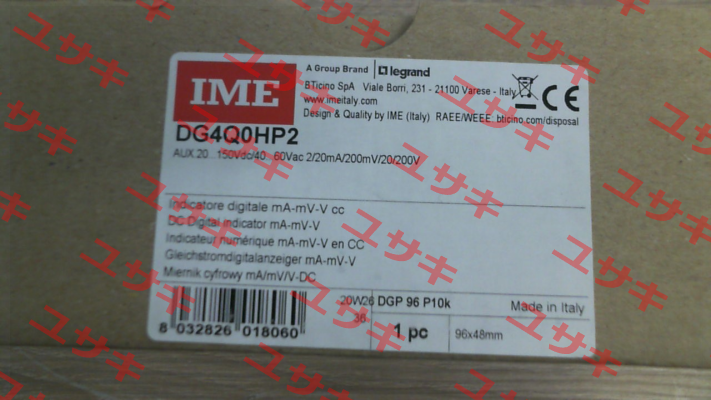 IME
A Group Brand legrand
BTicino SpA Viale Borri, 231 - 21100 Varese - Italy
www.imeitaly.com
Design & Quality by IME (Italy) RAEE/WEEE: bticino.com/disposal
CE
DG4Q0HP2
AUX 20...150Vdc/40...60Vac 2/20mA/200mV/20/200V
Indicatore digitale mA-mV-V cc
DC Digital indicator mA-mV-V
Indicateur numérique mA-mV-V en CC
Gleichstromdigitalanzeiger mA-mV-V
Miernik cyfrowy mA/mV/V-DC
20W26 DGP 96 P10k
36
Made in Italy
1 pc
96x48mm
8 032826 018060
ユサキ